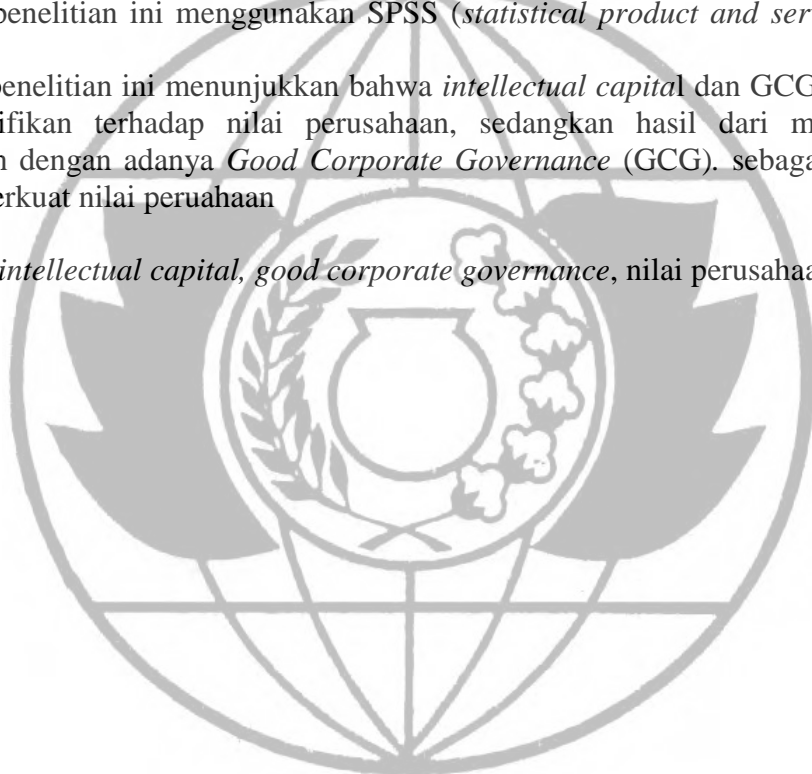 penelitian ini menggunakan SPSS (statistical product and ser
penelitian ini menunjukkan bahwa intellectual capital dan GCG
ifikan terhadap nilai perusahaan, sedangkan hasil dari m
dengan adanya Good Corporate Governance (GCG). sebaga
erkuat nilai peruahaan
intellectual capital, good corporate governance, nilai perusahaa